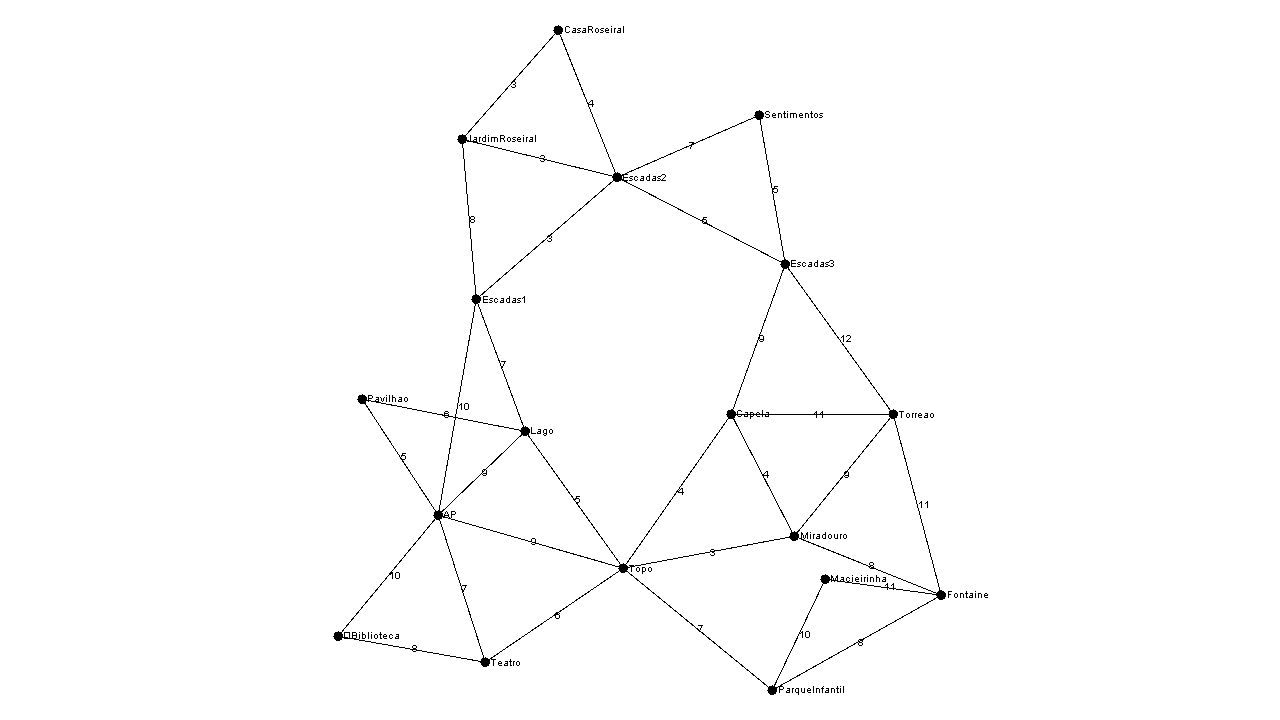 CasaRoseiral
3
4
Sentimentos
JardimRoseiral
7
3
Escadas2
5
8
5
3
Escadas3
Escadas1
9
12
7
Pavilhao
10
6
Capela
11
Torreao
Lago
5
9
4
9
4
5
11
AP
Miradouro
9
3
8
Topo
10
Macieirinha
7
11
Fontaine
6
7
10
Biblioteca
8
8
Teatro
ParqueInfantil